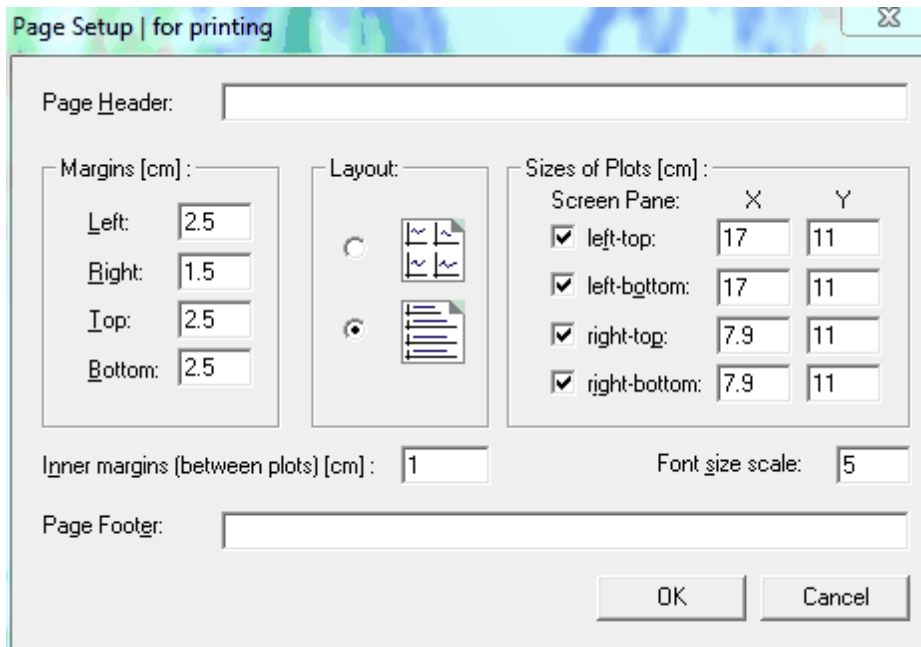 Page Setup | for printing
Page Header:
Margins [cm] :
Left: 2.5
Right: 1.5
Top: 2.5
Bottom: 2.5
Layout:
Sizes of Plots [cm] :
Screen Pane: X Y
left-top: 17 11
left-bottom: 17 11
right-top: 7.9 11
right-bottom: 7.9 11
Inner margins (between plots) [cm] : 1
Font size scale: 5
Page Footer:
OK Cancel